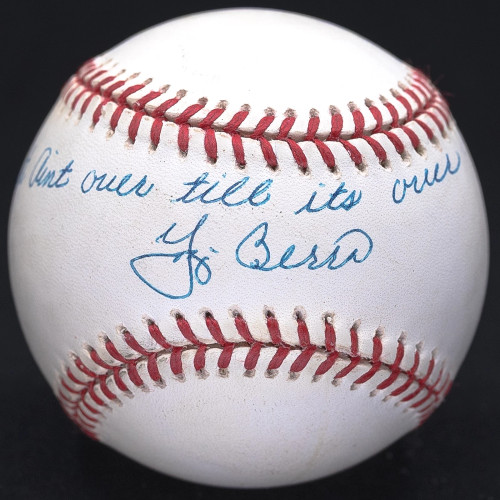 Aint over till its over
Yogi Berra